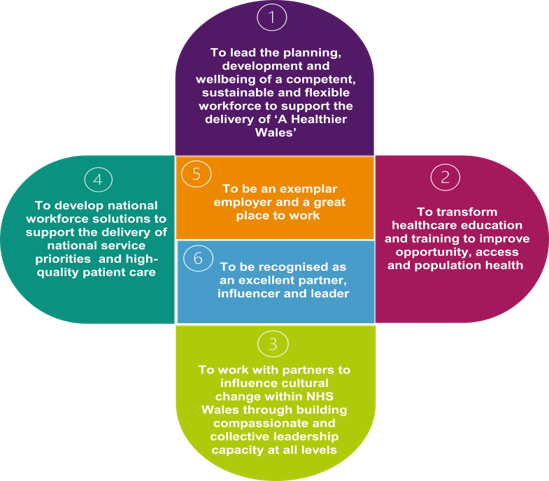 1
To lead the planning,
development and
wellbeing of a competent,
sustainable and flexible
workforce to support the
delivery of ‘A Healthier
Wales’
4
To develop national
workforce solutions to
support the delivery of
national service
priorities and high-
quality patient care
5
To be an exemplar
employer and a great
place to work
6
To be recognised as
an excellent partner,
influencer and leader
2
To transform
healthcare education
and training to improve
opportunity, access
and population health
3
To work with partners to
influence cultural
change within NHS
Wales through building
compassionate and
collective leadership
capacity at all levels